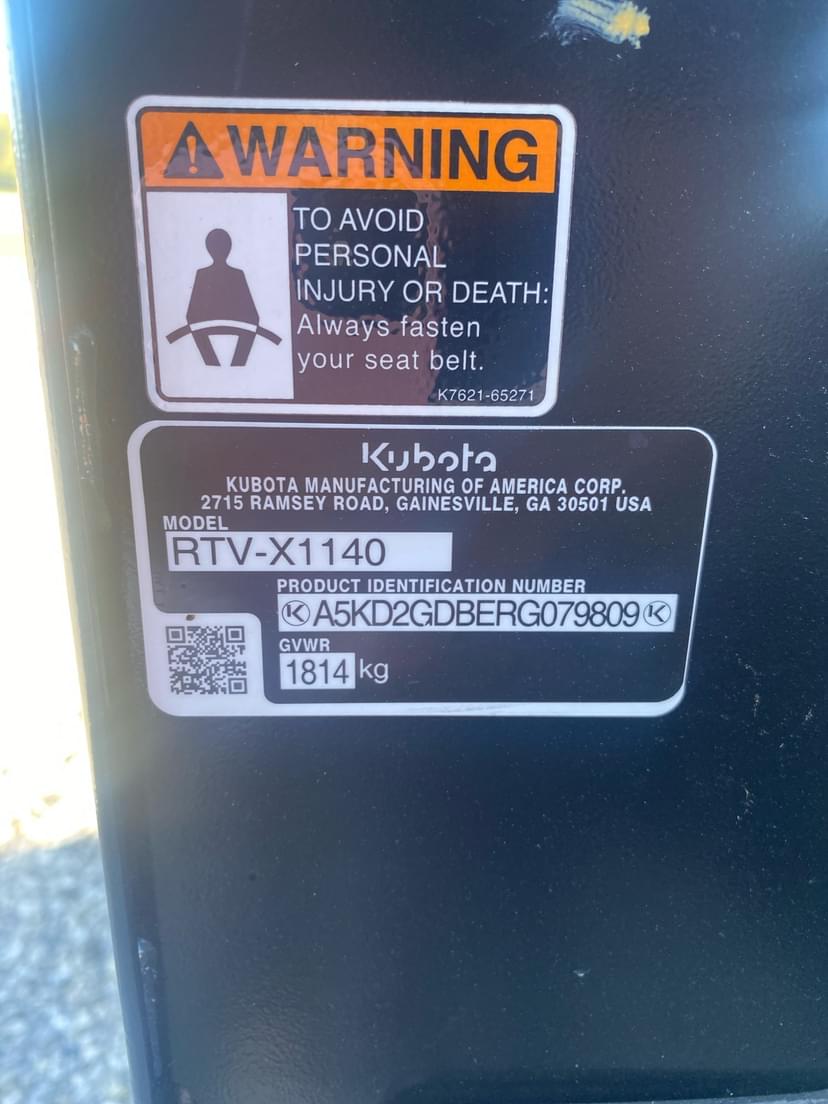 WARNING
TO AVOID
PERSONAL
INJURY OR DEATH:
Always fasten
your seat belt.
K7621-65271
Kubota
KUBOTA MANUFACTURING OF AMERICA CORP.
2715 RAMSEY ROAD, GAINESVILLE, GA 30501 USA
MODEL
RTV-X1140
PRODUCT IDENTIFICATION NUMBER
A5KD2GDBERG079809
GVWR
1814 kg